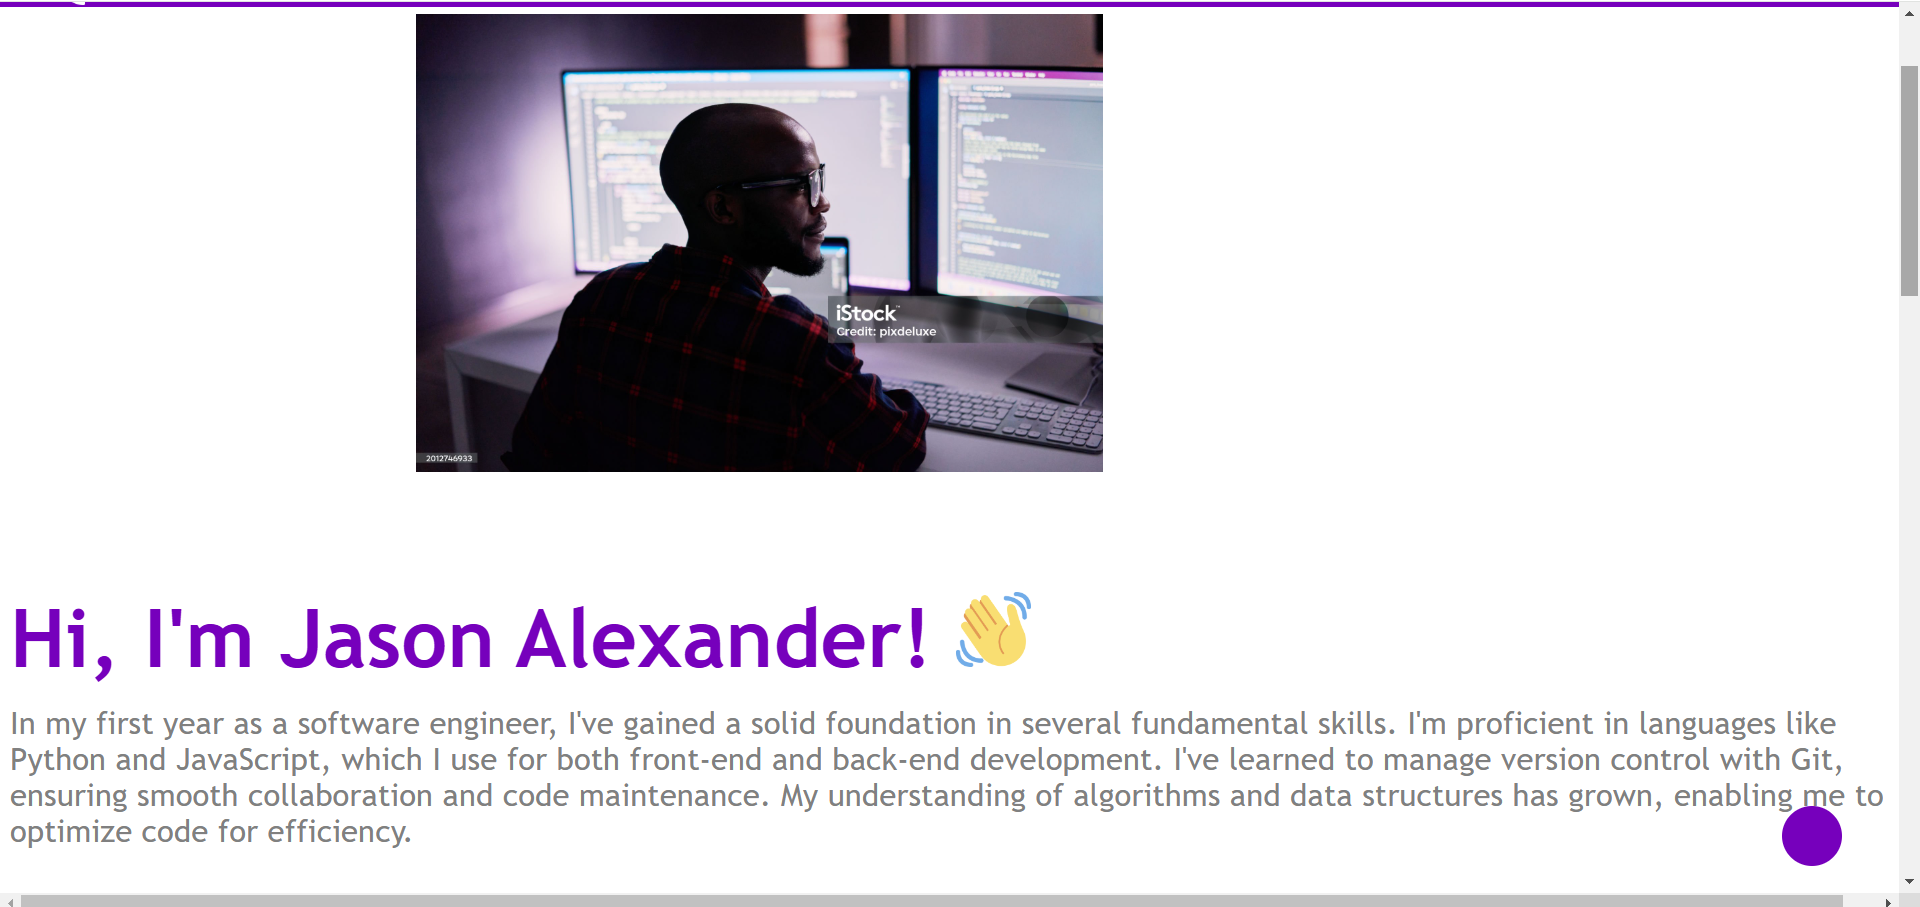 iStock™
Credit: pixdeluxe
2012746933
Hi, I'm Jason Alexander! 👋
In my first year as a software engineer, I've gained a solid foundation in several fundamental skills. I'm proficient in languages like
Python and JavaScript, which I use for both front-end and back-end development. I've learned to manage version control with Git,
ensuring smooth collaboration and code maintenance. My understanding of algorithms and data structures has grown, enabling me to
optimize code for efficiency.